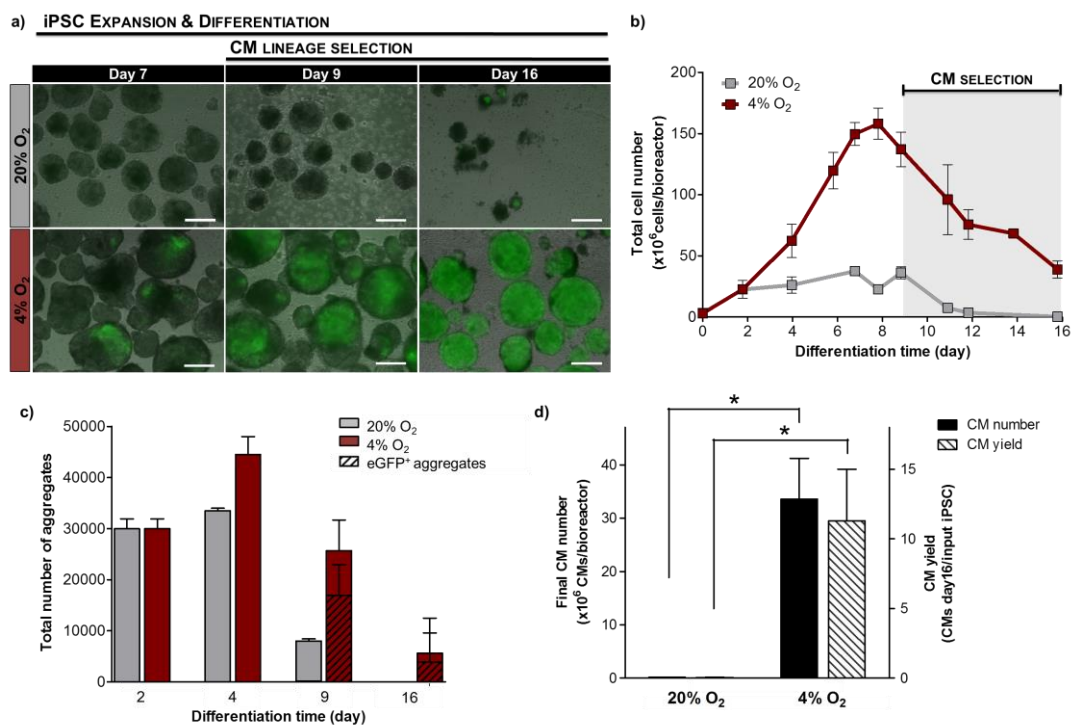 a) iPSC EXPANSION & DIFFERENTIATION
CM LINEAGE SELECTION
Day 7 Day 9 Day 16
20% O₂
4% O₂
b)
20% O₂
4% O₂
CM SELECTION
Total cell number
(x10⁶cells/bioreactor)
200
150
100
50
0
0 2 4 6 8 10 12 14 16
Differentiation time (day)
c)
20% O₂
4% O₂
eGFP⁺ aggregates
Total number of aggregates
50000
40000
30000
20000
10000
0
2 4 9 16
Differentiation time (day)
d)
* *
CM number
CM yield
Final CM number
(x10⁶ CMs/bioreactor)
40
30
20
10
0
15
10
5
0
CM yield
(CMs day16/input iPSC)
20% O₂ 4% O₂